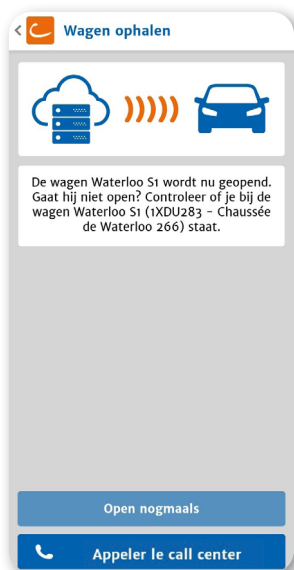 Wagen ophalen
De wagen Waterloo S1 wordt nu geopend.
Gaat hij niet open? Controleer of je bij de
wagen Waterloo S1 (1XDU283 - Chaussée
de Waterloo 266) staat.
Open nogmaals
Appeler le call center